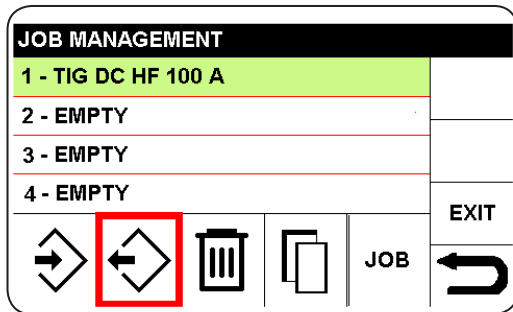 JOB MANAGEMENT
1 - TIG DC HF 100 A
2 - EMPTY
3 - EMPTY
4 - EMPTY
EXIT
JOB